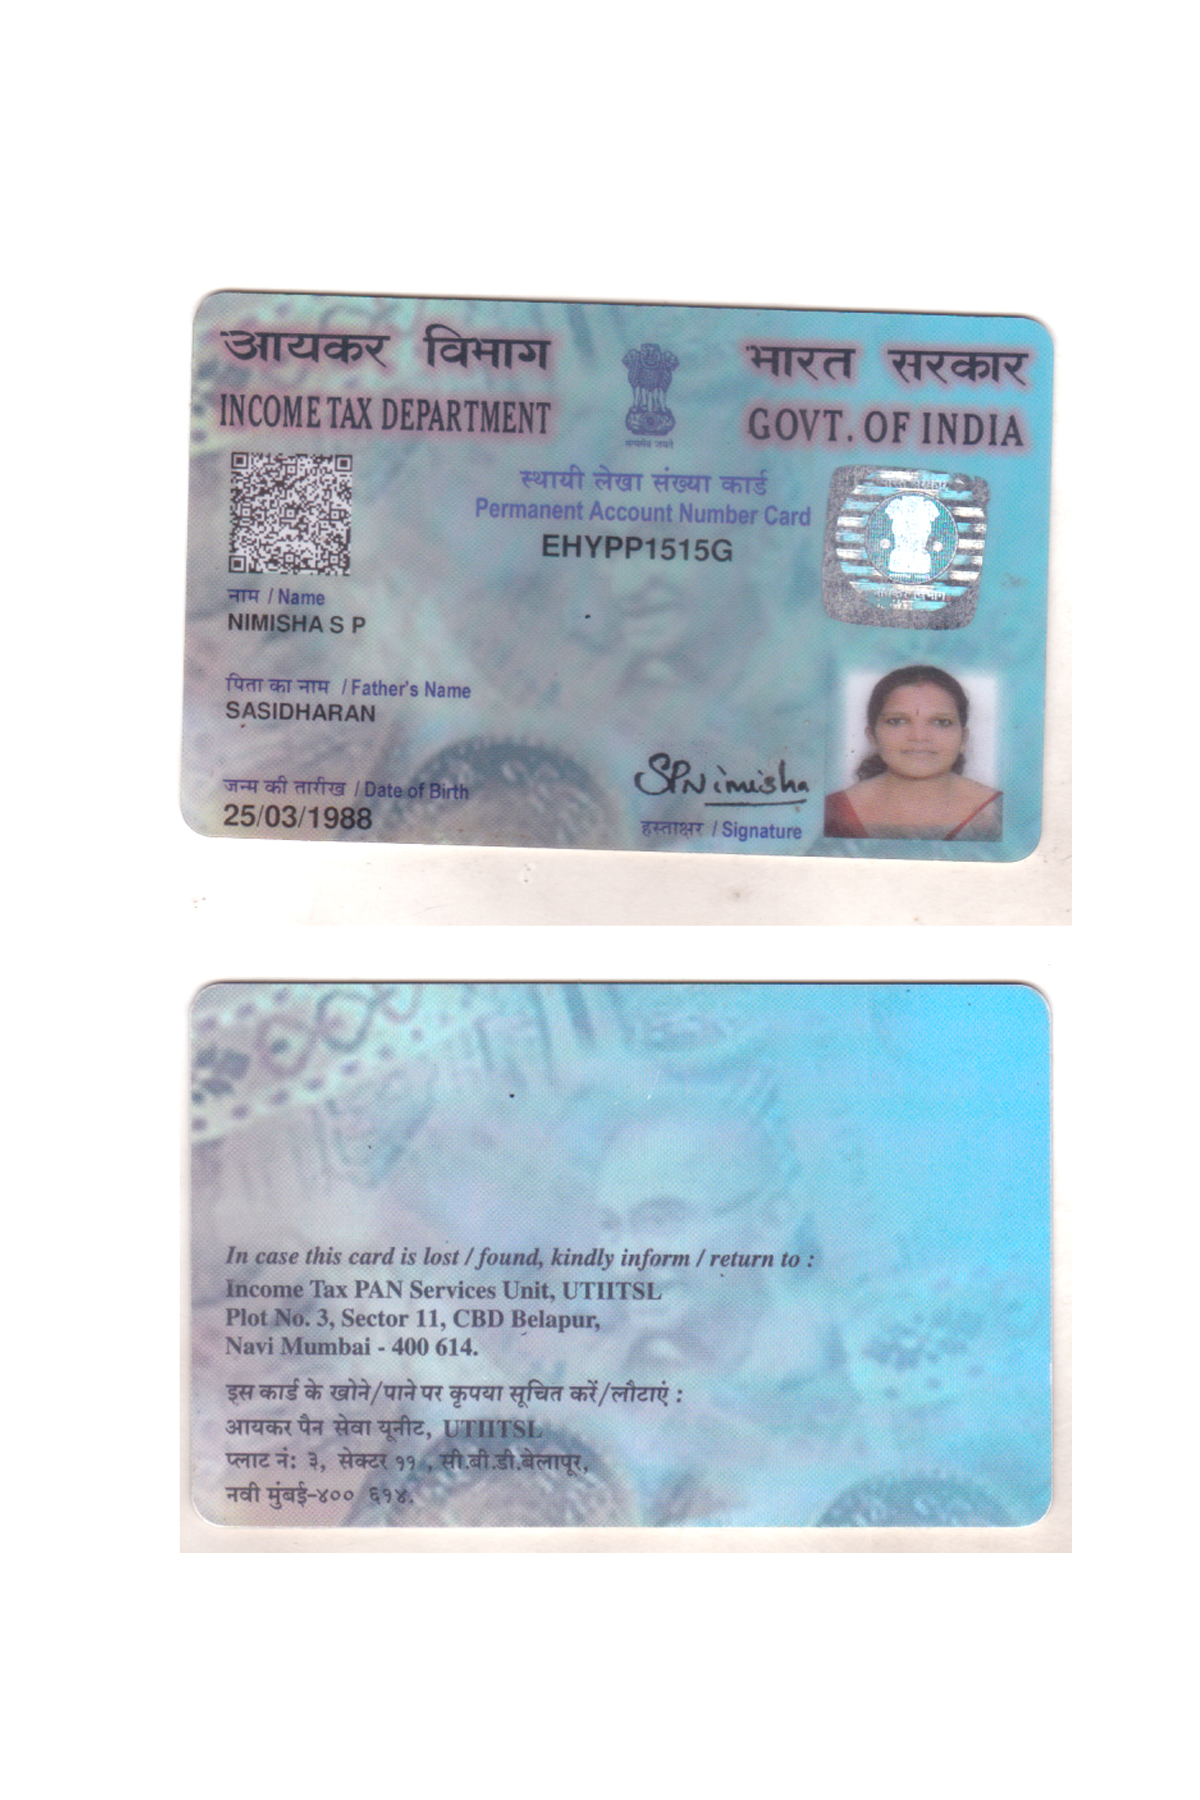 आयकर विभाग
INCOME TAX DEPARTMENT
सत्यमेव जयते
भारत सरकार
GOVT. OF INDIA
स्थायी लेखा संख्या कार्ड
Permanent Account Number Card
EHYPP1515G
नाम / Name
NIMISHA S P
पिता का नाम / Father's Name
SASIDHARAN
जन्म की तारीख / Date of Birth
25/03/1988
SPNimisha
हस्ताक्षर / Signature
In case this card is lost / found, kindly inform / return to :
Income Tax PAN Services Unit, UTIITSL
Plot No. 3, Sector 11, CBD Belapur,
Navi Mumbai - 400 614.
इस कार्ड के खोने/पाने पर कृपया सूचित करें/लौटाएं :
आयकर पैन सेवा यूनीट, UTIITSL
प्लाट नं: ३, सेक्टर ११ , सी.बी.डी.बेलापूर,
नवी मुंबई-४०० ६१४.